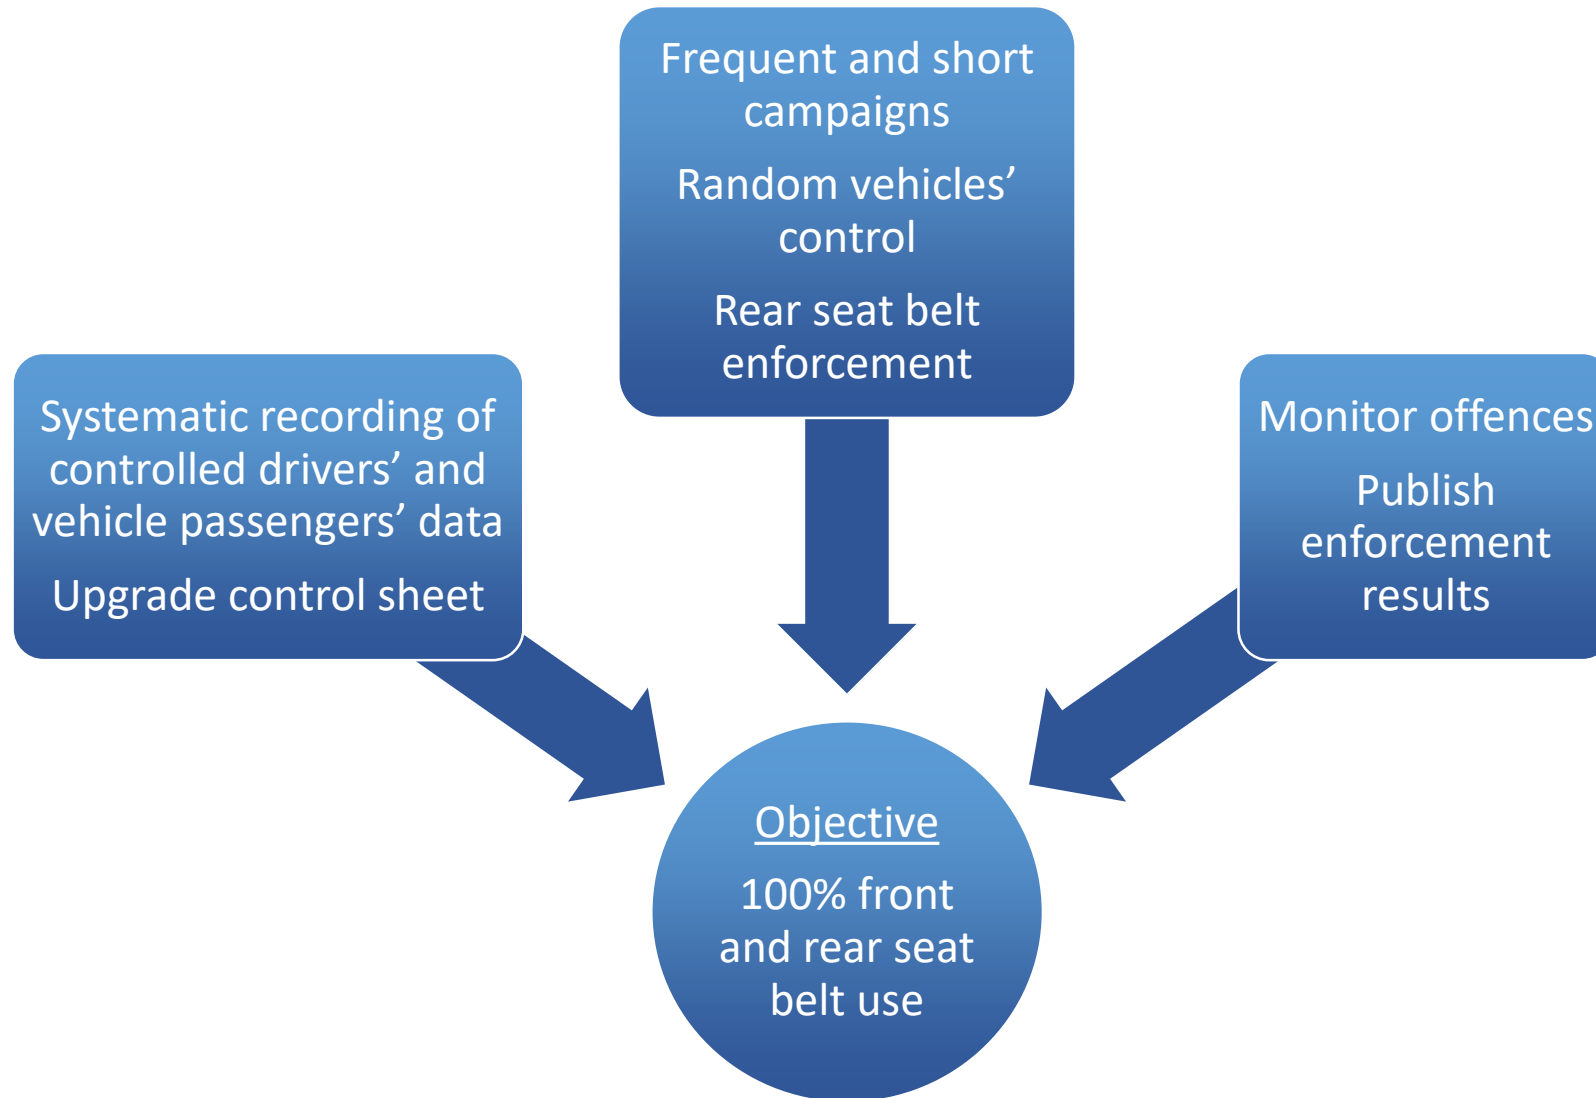 Frequent and short
campaigns
Random vehicles’
control
Rear seat belt
enforcement
Systematic recording of
controlled drivers’ and
vehicle passengers’ data
Upgrade control sheet
Monitor offences
Publish
enforcement
results
Objective
100% front
and rear seat
belt use